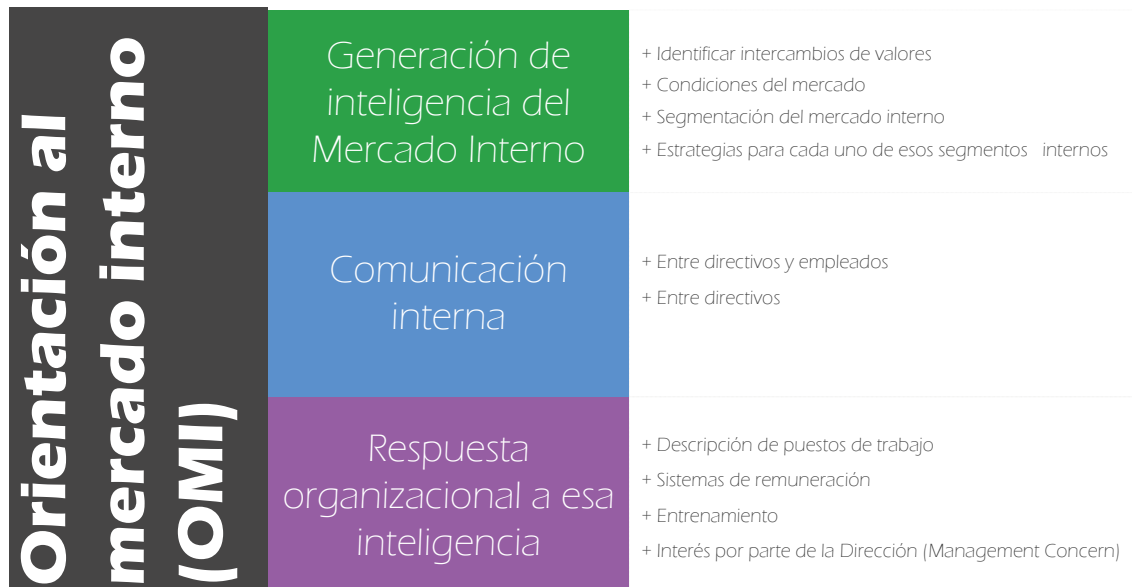 Orientación al
mercado interno
(OMI)
Generación de
inteligencia del
Mercado Interno
+ Identificar intercambios de valores
+ Condiciones del mercado
+ Segmentación del mercado interno
+ Estrategias para cada uno de esos segmentos internos
Comunicación
interna
+ Entre directivos y empleados
+ Entre directivos
Respuesta
organizacional a esa
inteligencia
+ Descripción de puestos de trabajo
+ Sistemas de remuneración
+ Entrenamiento
+ Interés por parte de la Dirección (Management Concern)